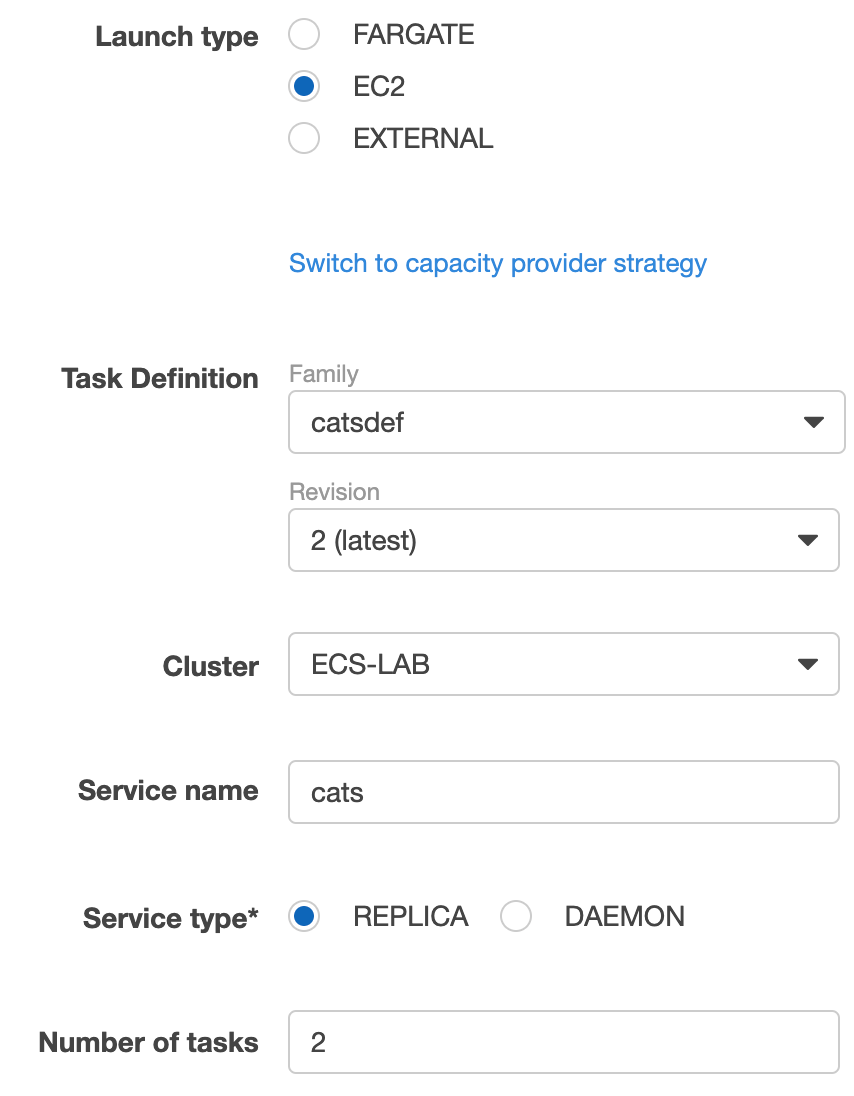 Launch type FARGATE
EC2
EXTERNAL
Switch to capacity provider strategy
Task Definition Family
catsdef
Revision
2 (latest)
Cluster ECS-LAB
Service name cats
Service type* REPLICA DAEMON
Number of tasks 2